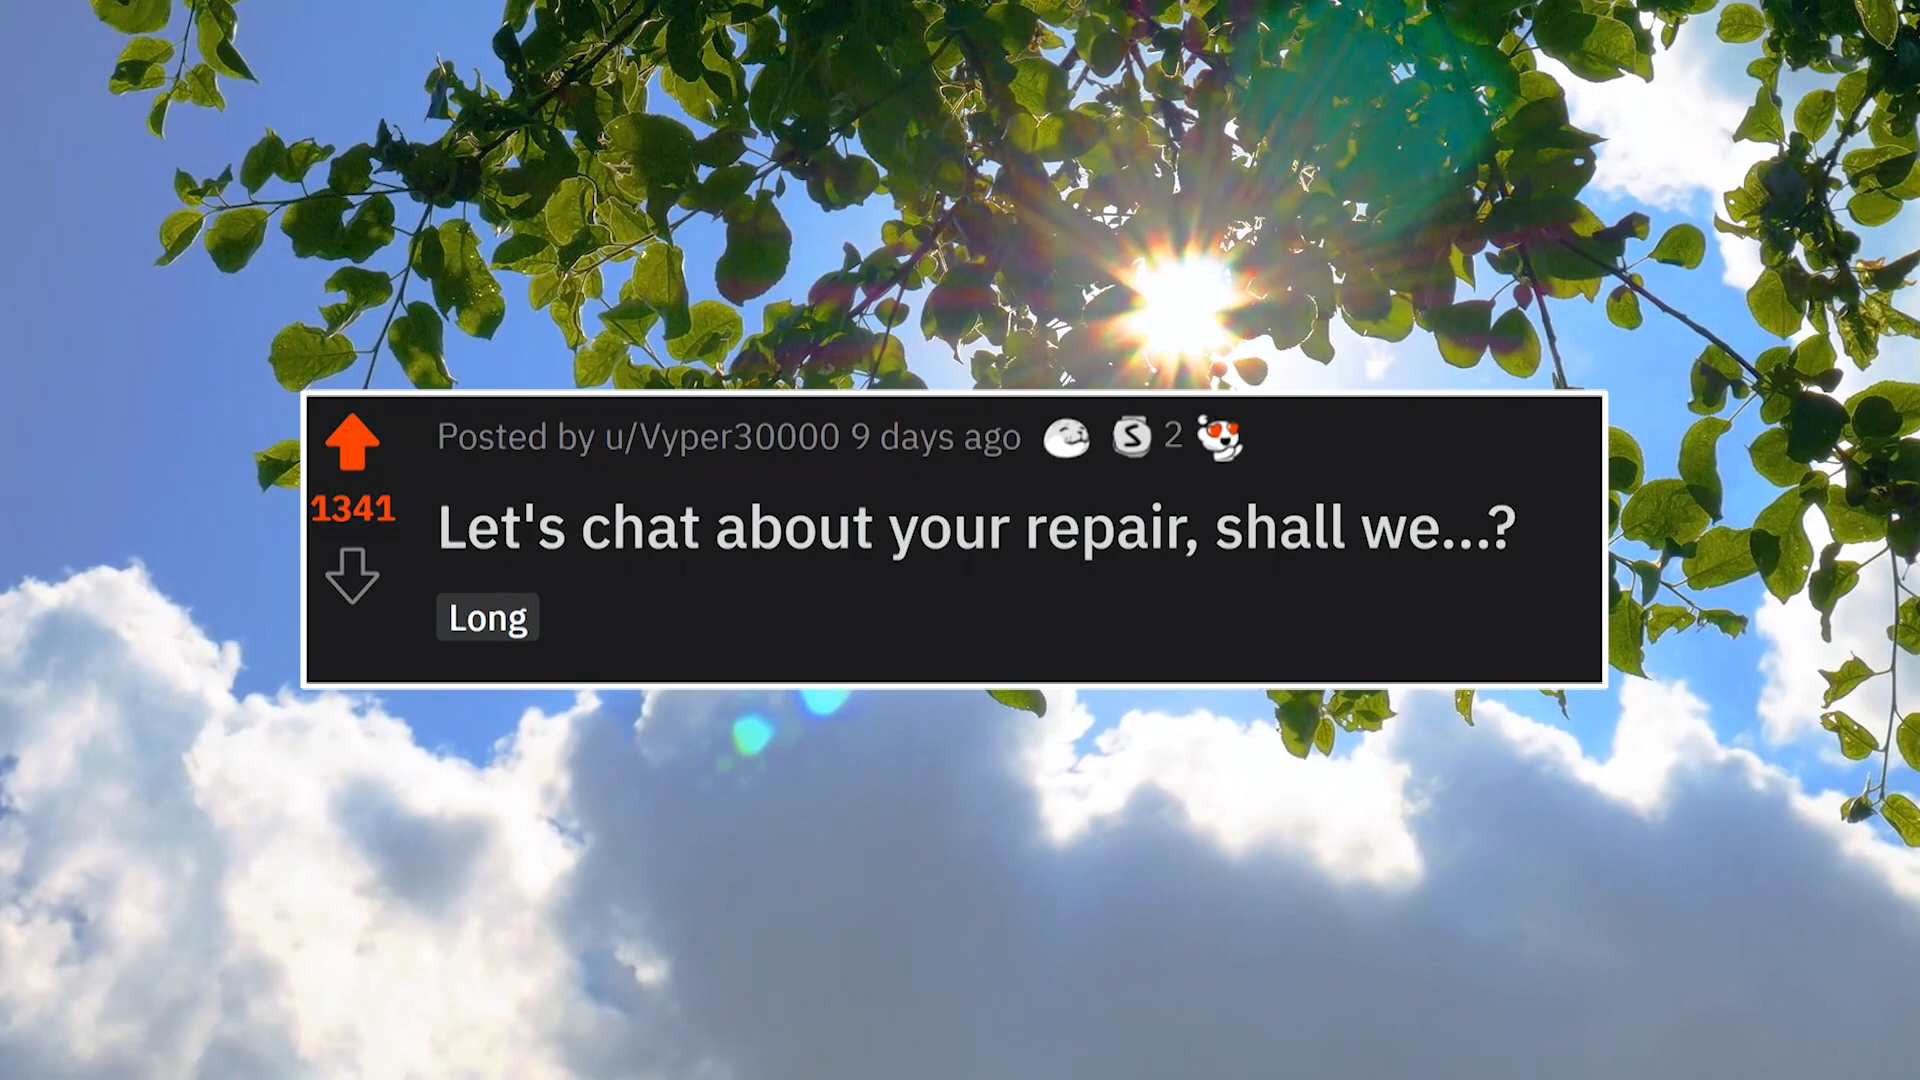 Posted by u/Vyper30000 9 days ago S 2
1341
Let's chat about your repair, shall we...?
Long